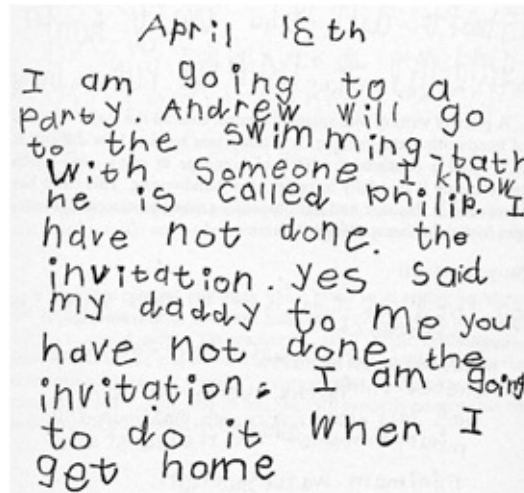 April 18th
I am going to a
party. Andrew will go
to the swimming-bath
with someone I know
he is called philip. I
have not done. the
invitation. yes said
my daddy to me you
have not done the
invitation. I am going
to do it when I
get home